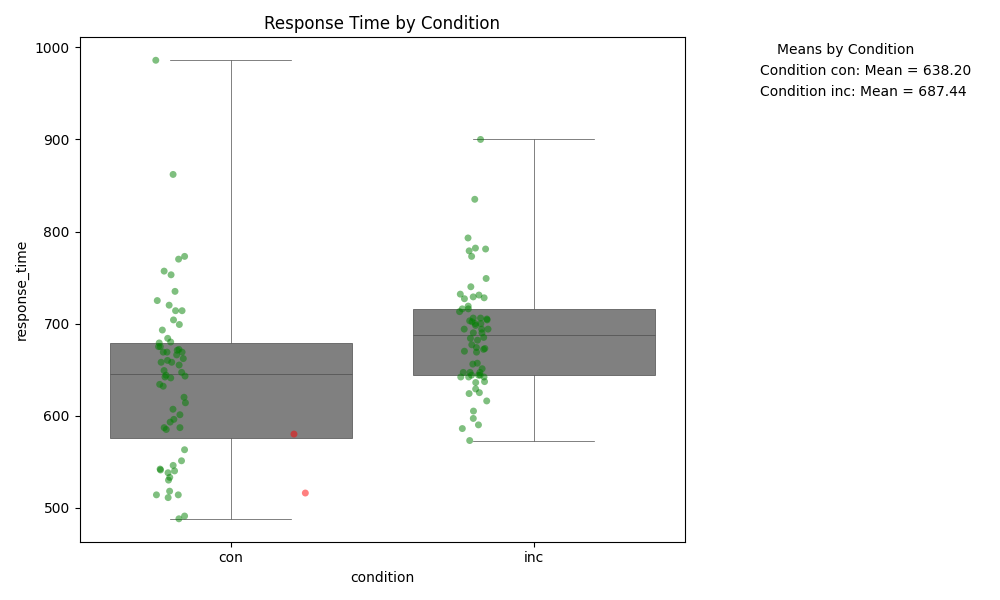 Response Time by Condition
Means by Condition
Condition con: Mean = 638.20
Condition inc: Mean = 687.44
response_time
1000
900
800
700
600
500
con
inc
condition